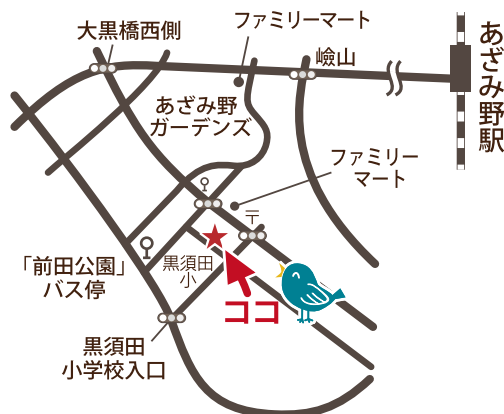 ファミリーマート
大黒橋西側
嶮山
あざみ野駅
あざみ野
ガーデンズ
ファミリー
マート
〒
「前田公園」
バス停
黒須田
小
ココ
黒須田
小学校入口